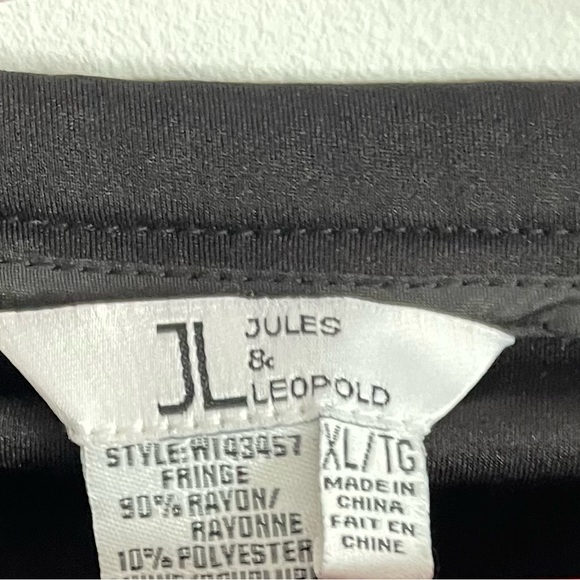 JL JULES
&
LEOPOLD
STYLE:W143457
FRINGE
90% RAYON/
RAYONNE
10% POLYESTER
XL/TG
MADE IN
CHINA
FAIT EN
CHINE